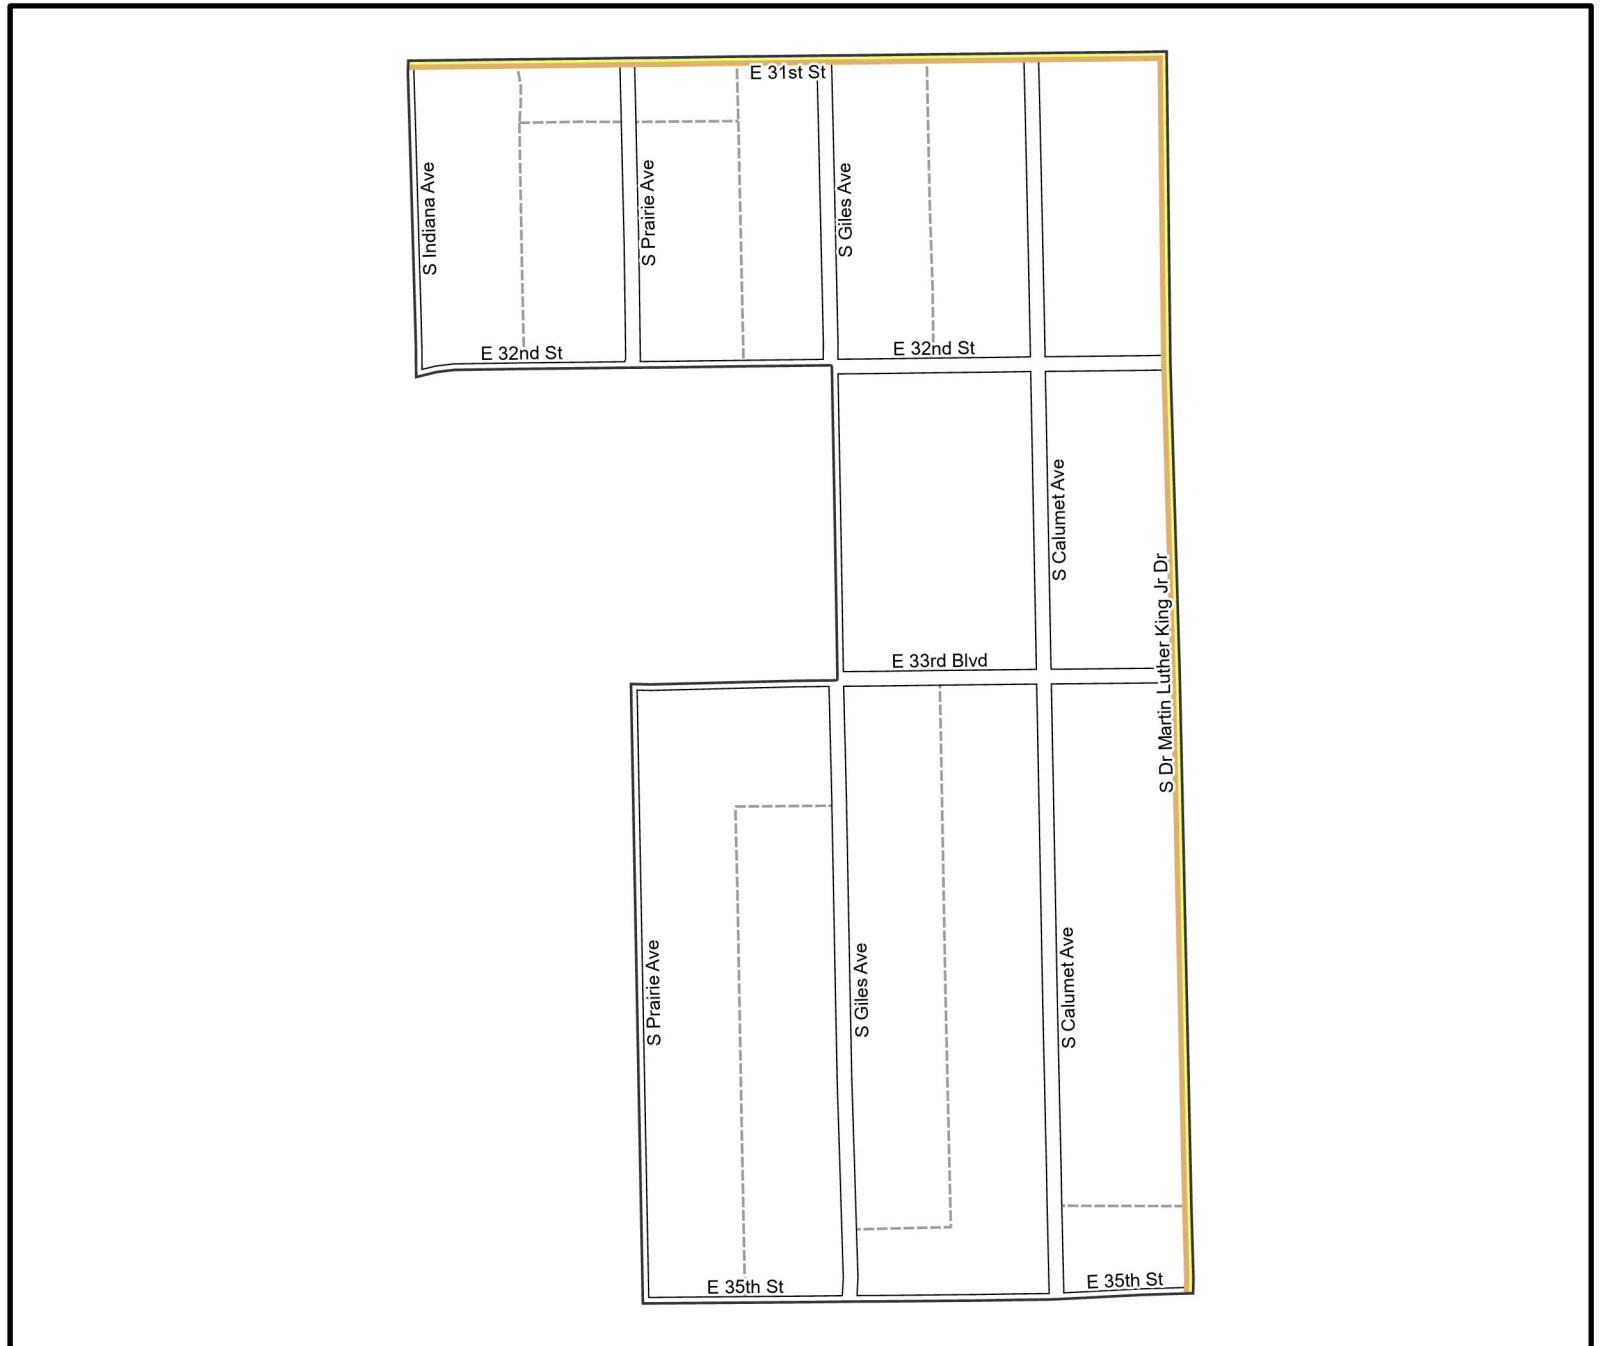 E 31st St
S Indiana Ave
S Prairie Ave
S Giles Ave
E 32nd St
E 32nd St
S Calumet Ave
S Dr Martin Luther King Jr Dr
E 33rd Blvd
S Prairie Ave
S Giles Ave
S Calumet Ave
E 35th St
E 35th St